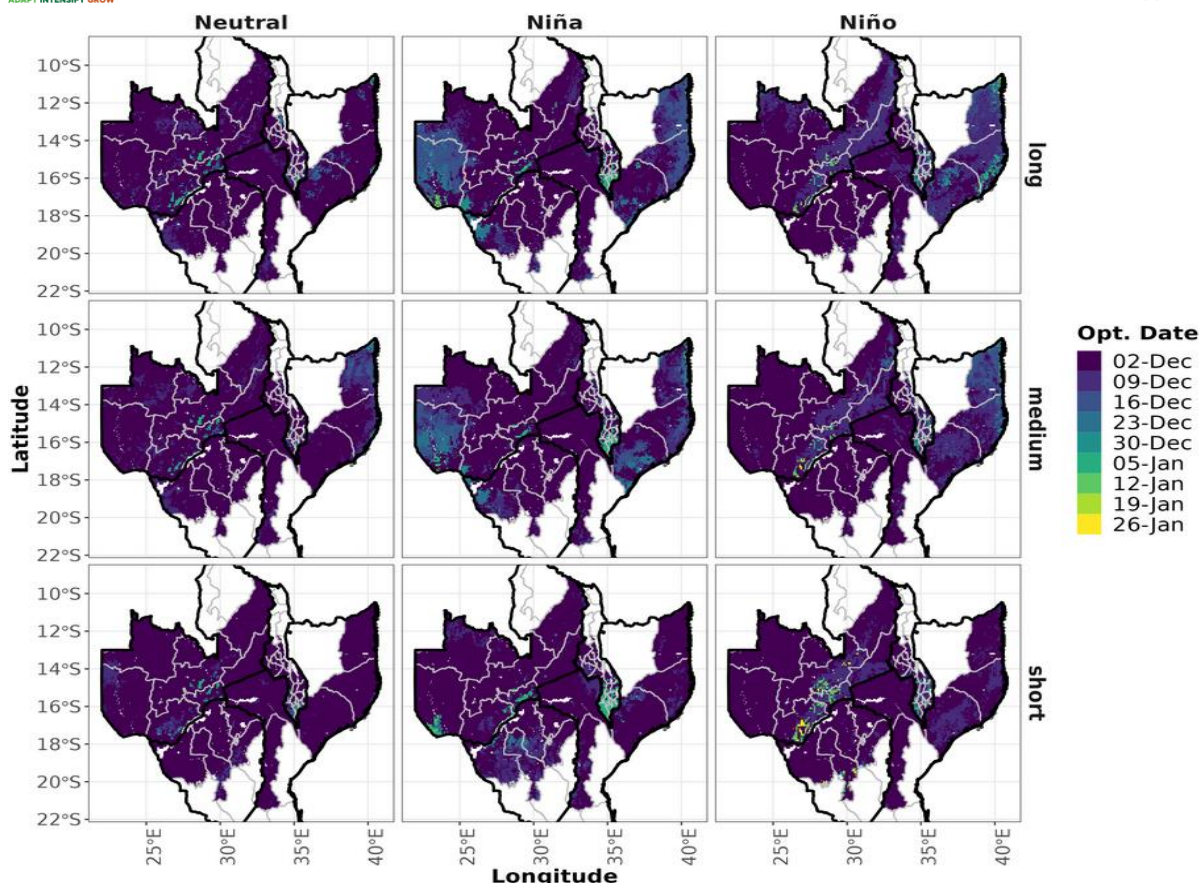 ADAPT INTENSIFY GROW
Neutral Niña Niño
10°S
12°S
14°S
16°S
18°S
20°S
22°S
long
10°S
12°S
14°S
16°S
18°S
20°S
22°S
medium
10°S
12°S
14°S
16°S
18°S
20°S
22°S
short
Latitude
25°E 30°E 35°E 40°E 25°E 30°E 35°E 40°E 25°E 30°E 35°E 40°E
Longitude
Opt. Date
02-Dec
09-Dec
16-Dec
23-Dec
30-Dec
05-Jan
12-Jan
19-Jan
26-Jan